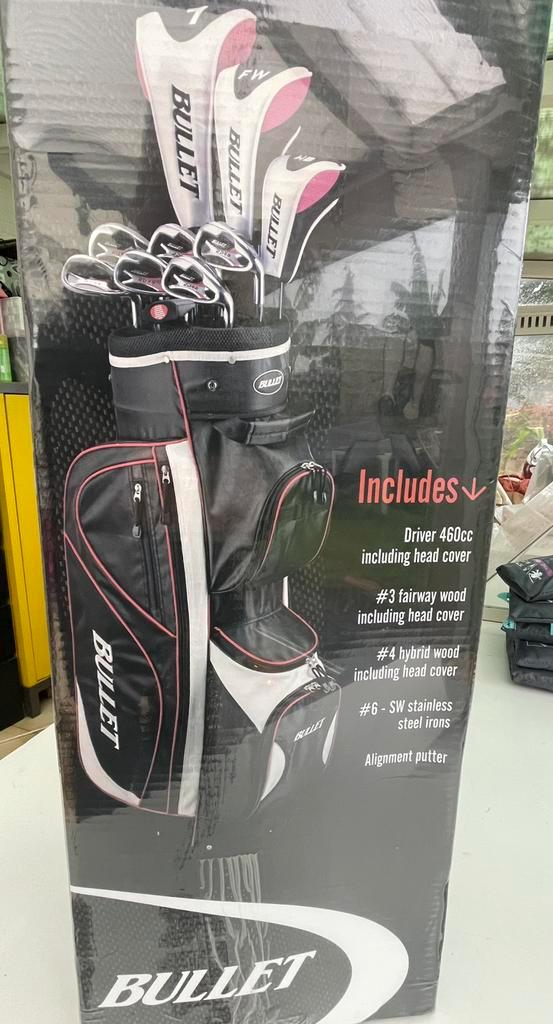 1
BULLET
FW
BULLET
HB
BULLET
BULLET
BULLET
BULLET
Includes
Driver 460cc
including head cover
#3 fairway wood
including head cover
#4 hybrid wood
including head cover
#6 - SW stainless
steel irons
Alignment putter
BULLET